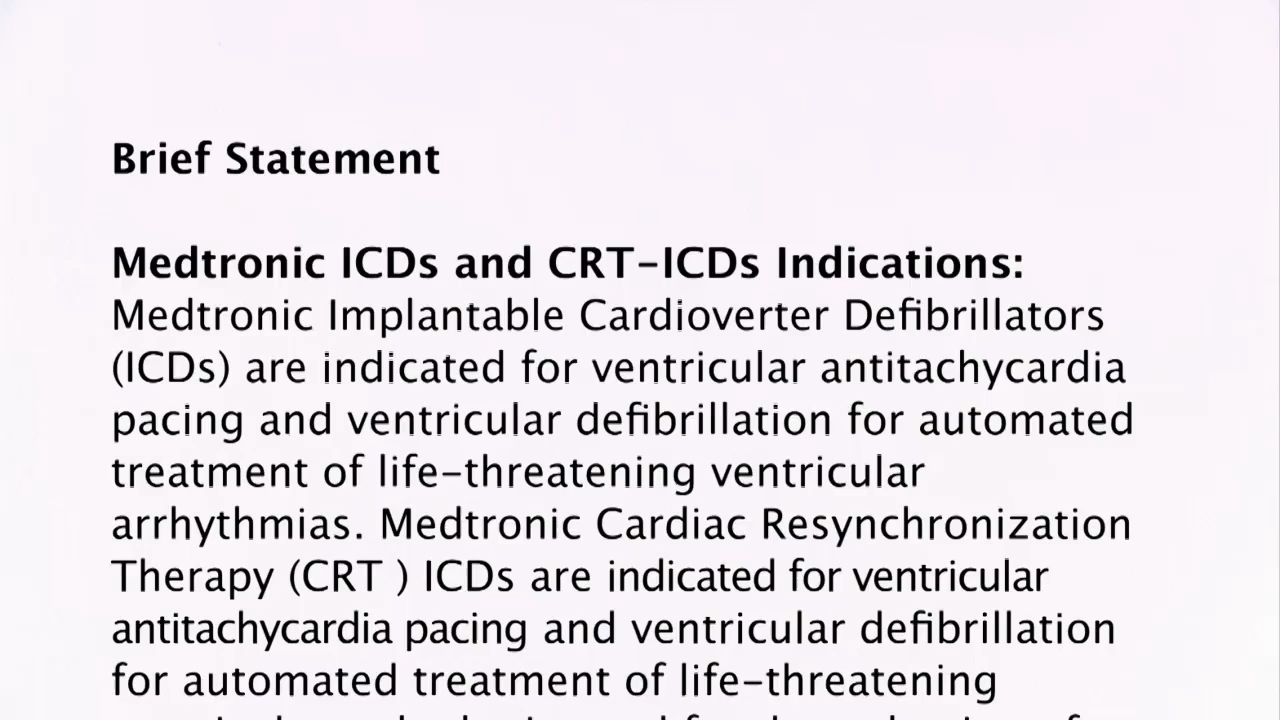 Brief Statement
Medtronic ICDs and CRT-ICDs Indications:
Medtronic Implantable Cardioverter Defibrillators
(ICDs) are indicated for ventricular antitachycardia
pacing and ventricular defibrillation for automated
treatment of life-threatening ventricular
arrhythmias. Medtronic Cardiac Resynchronization
Therapy (CRT ) ICDs are indicated for ventricular
antitachycardia pacing and ventricular defibrillation
for automated treatment of life-threatening